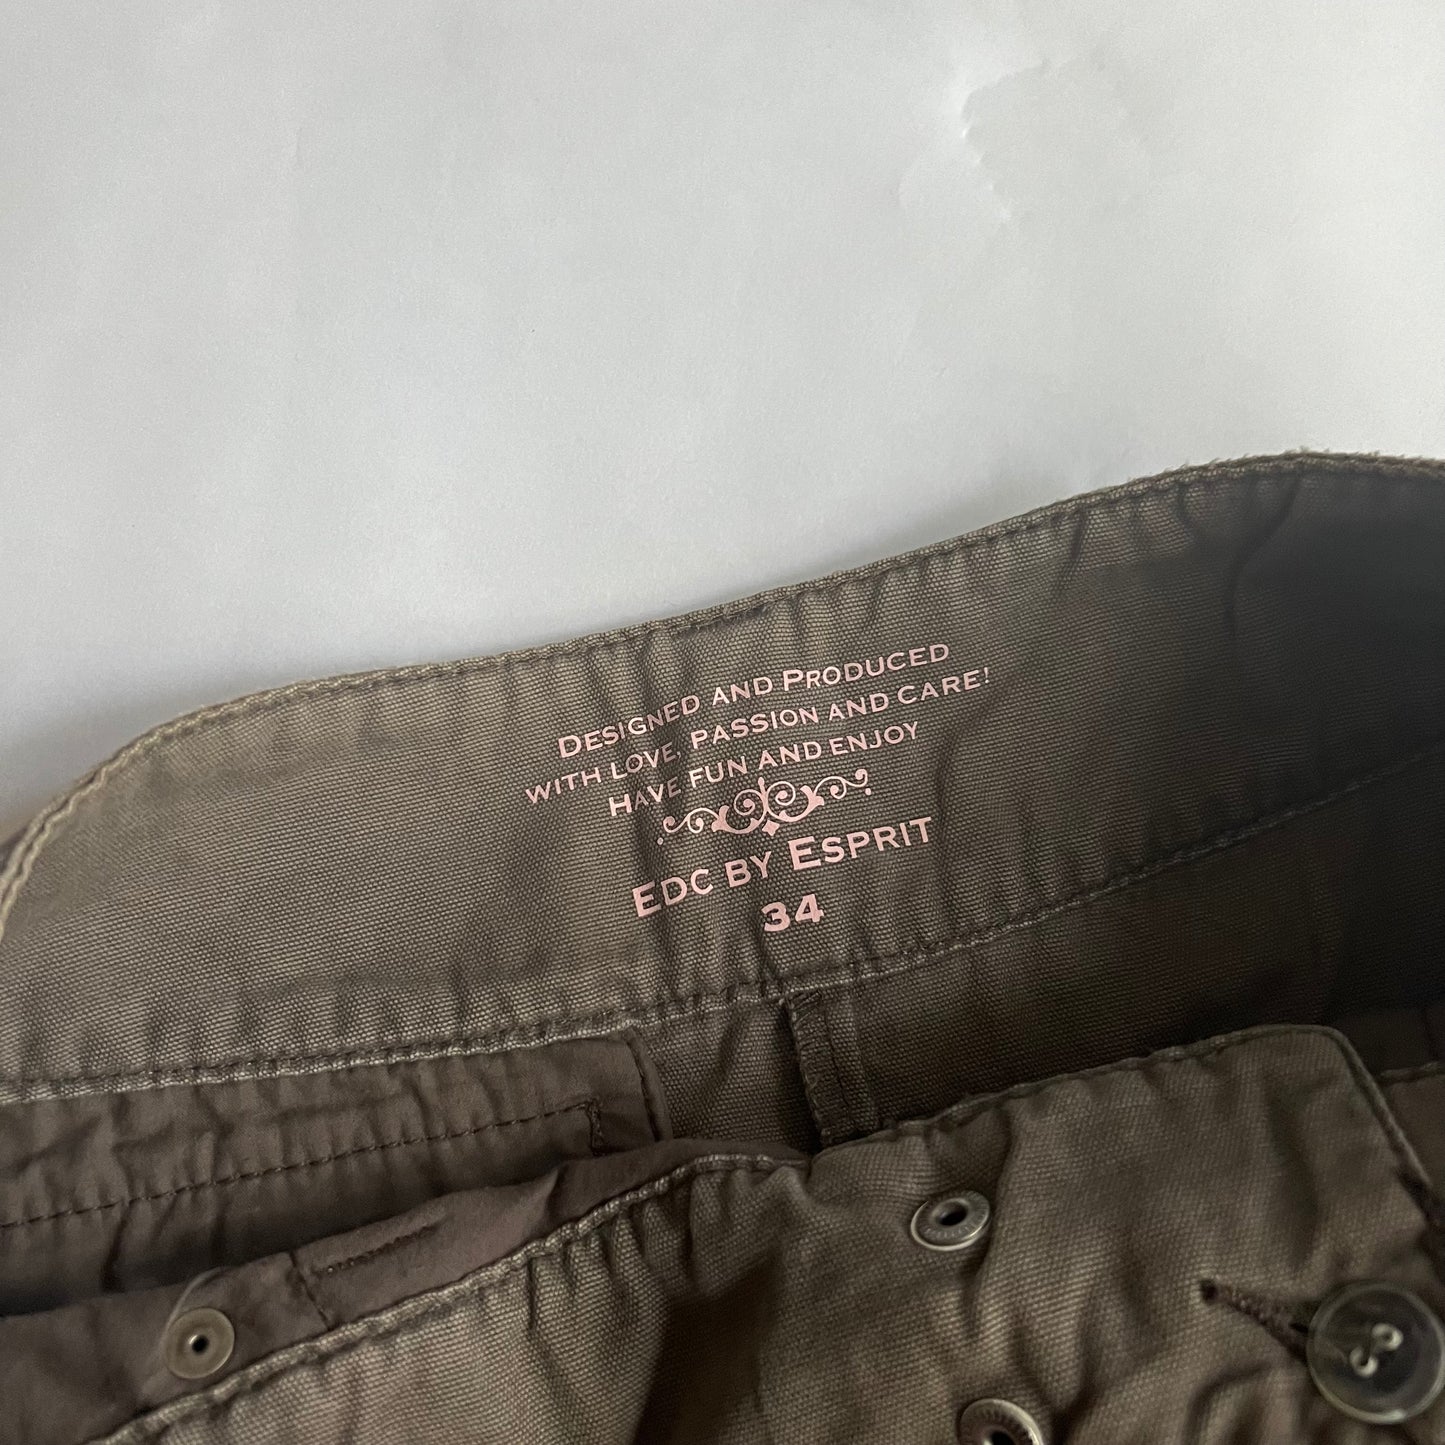 DESIGNED AND PRODUCED
WITH LOVE, PASSION AND CARE!
HAVE FUN AND ENJOY
EDC BY ESPRIT
34